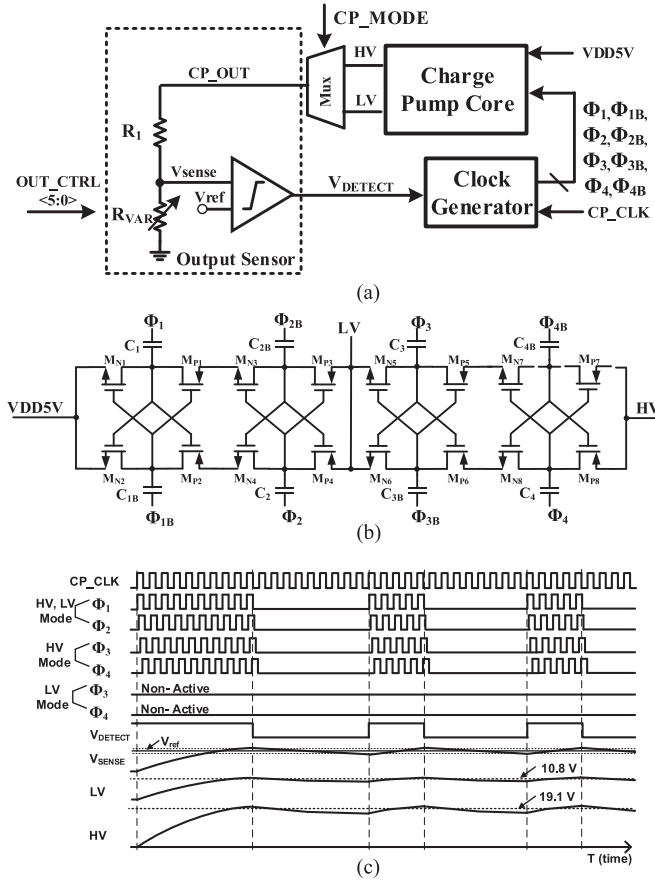 CP_MODE
HV
VDD5V
CP_OUT
Mux
Charge
Pump Core
LV
R1
Φ1,Φ1B,
Φ2,Φ2B,
Φ3,Φ3B,
Φ4,Φ4B
Vsense
OUT_CTRL
<5:0>
Vref
VDETECT
Clock
Generator
RVAR
CP_CLK
Output Sensor
(a)
Φ1 Φ2B LV Φ3 Φ4B
C1 C2B C3 C4B
MN1 MP1 MN3 MP3 MN5 MP5 MN7 MP7
VDD5V HV
MN2 MP2 MN4 MP4 MN6 MP6 MN8 MP8
C1B C2 C3B C4
Φ1B Φ2 Φ3B Φ4
(b)
CP_CLK
HV, LV
Mode
Φ1
Φ2
HV
Mode
Φ3
Φ4
LV
Mode
Φ3 Non- Active
Φ4 Non- Active
VDETECT
Vref
VSENSE
10.8 V
LV
19.1 V
HV
T (time)
(c)